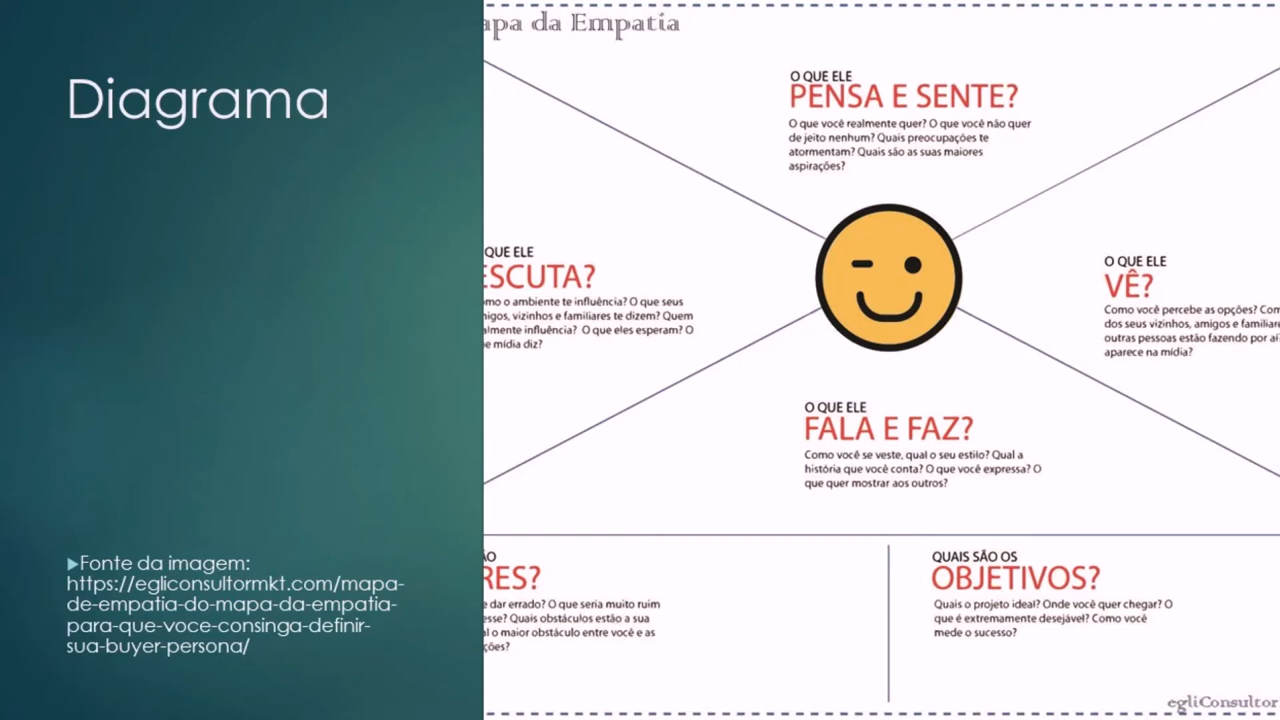 Diagrama
Fonte da imagem:
https://egliconsultormkt.com/mapa-
de-empatia-do-mapa-da-empatia-
para-que-voce-consinga-definir-
sua-buyer-persona/
apa da Empatia
O QUE ELE
PENSA E SENTE?
O que você realmente quer? O que você não quer
de jeito nenhum? Quais preocupações te
atormentam? Quais são as suas maiores
aspirações?
QUE ELE
ESCUTA?
omo o ambiente te influência? O que seus
migos, vizinhos e familiares te dizem? Quem
almente influência? O que eles esperam? O
e mídia diz?
O QUE ELE
VÊ?
Como você percebe as opções? Com
dos seus vizinhos, amigos e familiare
outras pessoas estão fazendo por aí
aparece na mídia?
O QUE ELE
FALA E FAZ?
Como você se veste, qual o seu estilo? Qual a
história que você conta? O que você expressa? O
que quer mostrar aos outros?
ÃO
RES?
e dar errado? O que seria muito ruim
esse? Quais obstáculos estão a sua
al o maior obstáculo entre você e as
ções?
QUAIS SÃO OS
OBJETIVOS?
Quais o projeto ideal? Onde você quer chegar? O
que é extremamente desejável? Como você
mede o sucesso?
egliConsultor